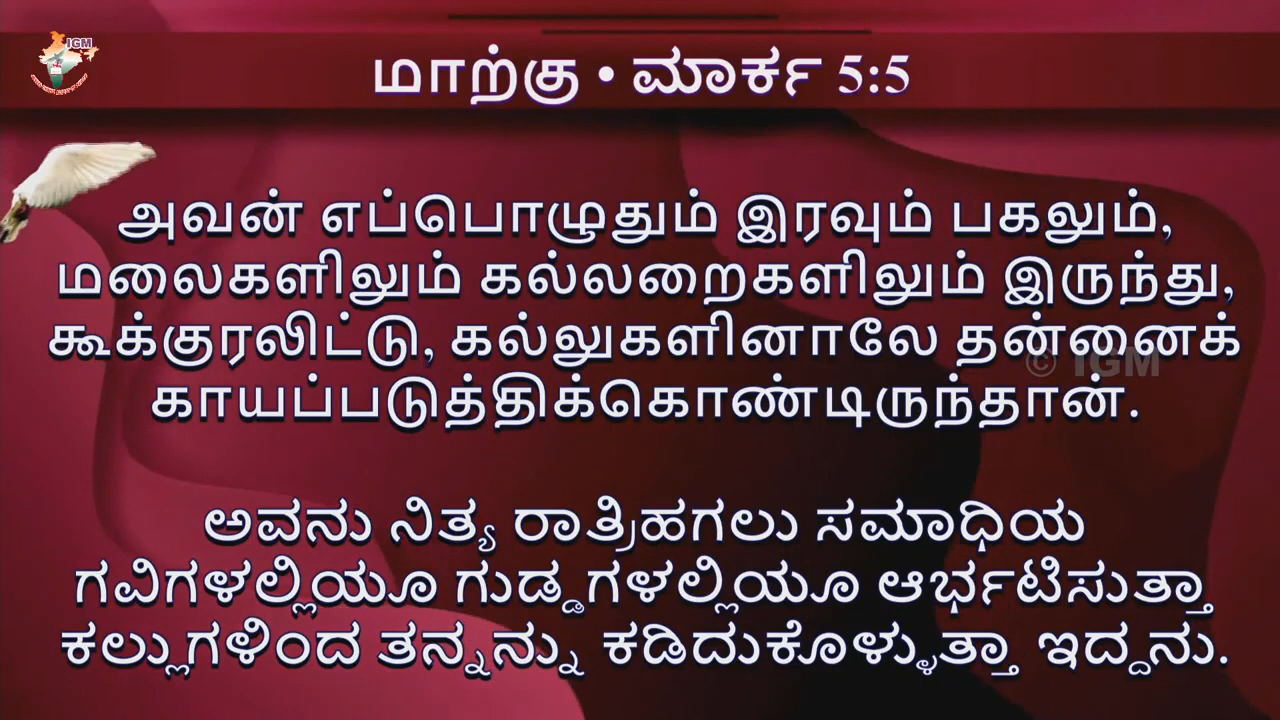 IGM
மாற்கு • ಮಾರ್ಕ 5:5
அவன் எப்பொழுதும் இரவும் பகலும்,
மலைகளிலும் கல்லறைகளிலும் இருந்து,
கூக்குரலிட்டு, கல்லுகளினாலே தன்னைக்
© IGM
காயப்படுத்திக்கொண்டிருந்தான்.
ಅವನು ನಿತ್ಯ ರಾತ್ರಿಹಗಲು ಸಮಾಧಿಯ
ಗವಿಗಳಲ್ಲಿಯೂ ಗುಡ್ಡಗಳಲ್ಲಿಯೂ ಆರ್ಭಟಿಸುತ್ತಾ
ಕಲ್ಲುಗಳಿಂದ ತನ್ನನ್ನು ಕಡಿದುಕೊಳ್ಳುತ್ತಾ ಇದ್ದನು.